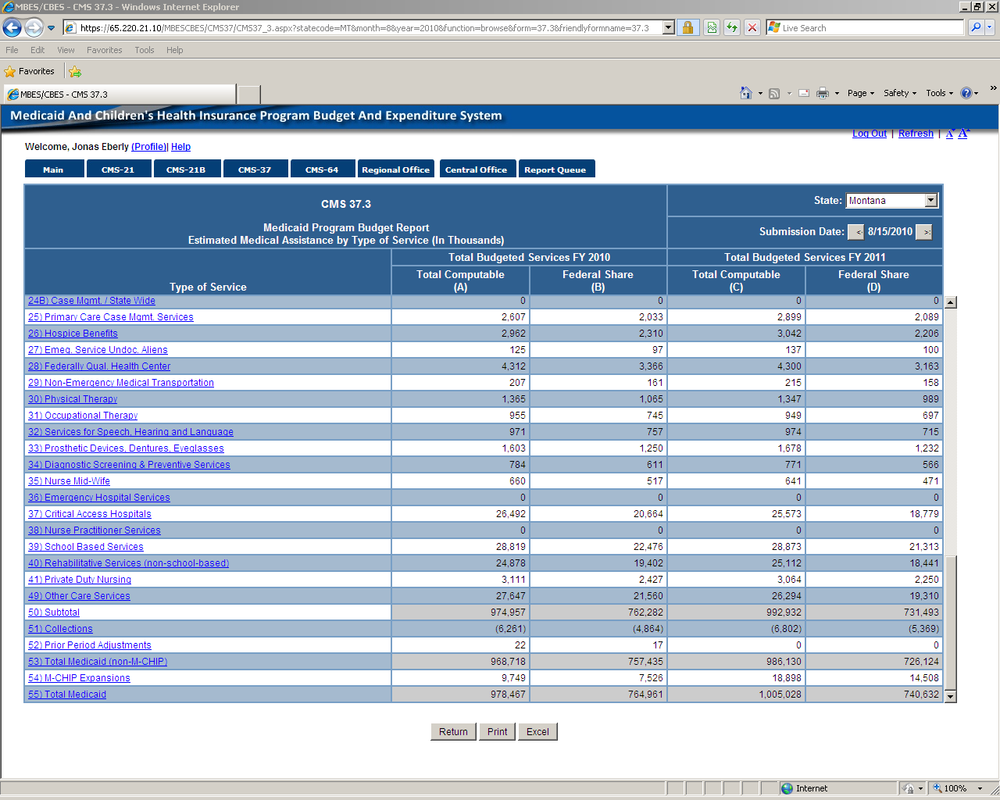 MBES/CBES - CMS 37.3 - Windows Internet Explorer
https://65.220.21.10/MBESCBES/CMS37/CMS37_3.aspx?statecode=MT&month=8&year=2010&function=browse&form=37.3&friendlyformname=37.3
Live Search
File Edit View Favorites Tools Help
Favorites
MBES/CBES - CMS 37.3
Page Safety Tools
Medicaid And Children's Health Insurance Program Budget And Expenditure System
Log Out | Refresh | A A
Welcome, Jonas Eberly (Profile)| Help
Main CMS-21 CMS-21B CMS-37 CMS-64 Regional Office Central Office Report Queue
CMS 37.3
Medicaid Program Budget Report
Estimated Medical Assistance by Type of Service (In Thousands)
State: Montana
Submission Date: < 8/15/2010 >
Type of Service
Total Budgeted Services FY 2010 Total Budgeted Services FY 2011
Total Computable (A) Federal Share (B) Total Computable (C) Federal Share (D)
24B) Case Mgmt. / State Wide 0 0 0 0
25) Primary Care Case Mgmt. Services 2,607 2,033 2,899 2,089
26) Hospice Benefits 2,962 2,310 3,042 2,206
27) Emeg. Service Undoc. Aliens 125 97 137 100
28) Federally Qual. Health Center 4,312 3,366 4,300 3,163
29) Non-Emergency Medical Transportation 207 161 215 158
30) Physical Therapy 1,365 1,065 1,347 989
31) Occupational Therapy 955 745 949 697
32) Services for Speech, Hearing and Language 971 757 974 715
33) Prosthetic Devices, Dentures, Eyeglasses 1,603 1,250 1,678 1,232
34) Diagnostic Screening & Preventive Services 784 611 771 566
35) Nurse Mid-Wife 660 517 641 471
36) Emergency Hospital Services 0 0 0 0
37) Critical Access Hospitals 26,492 20,664 25,573 18,779
38) Nurse Practitioner Services 0 0 0 0
39) School Based Services 28,819 22,476 28,873 21,313
40) Rehabilitative Services (non-school-based) 24,878 19,402 25,112 18,441
41) Private Duty Nursing 3,111 2,427 3,064 2,250
49) Other Care Services 27,647 21,560 26,294 19,310
50) Subtotal 974,957 762,282 992,932 731,493
51) Collections (6,261) (4,864) (6,802) (5,369)
52) Prior Period Adjustments 22 17 0 0
53) Total Medicaid (non-M-CHIP) 968,718 757,435 986,130 726,124
54) M-CHIP Expansions 9,749 7,526 18,898 14,508
55) Total Medicaid 978,467 764,961 1,005,028 740,632
Return Print Excel
Internet 100%